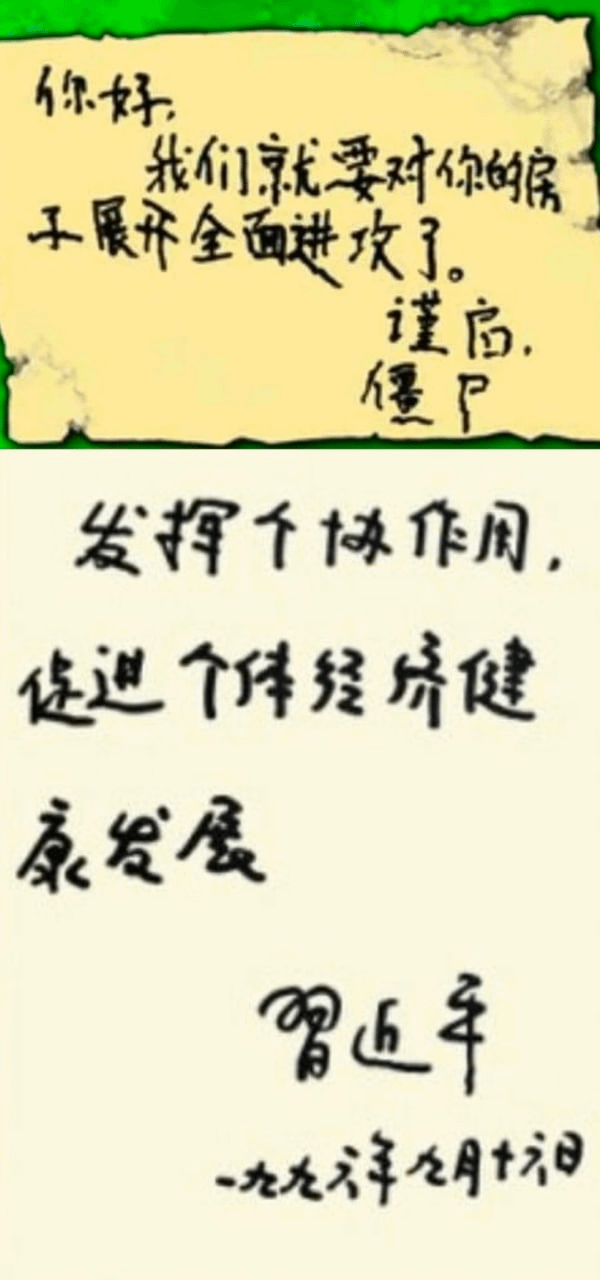 你好,
我们就要对你的房
子展开全面进攻了。
谨启,
僵尸
发挥个协作用,
促进个体经济健
康发展
習近平
一九九六年九月十六日